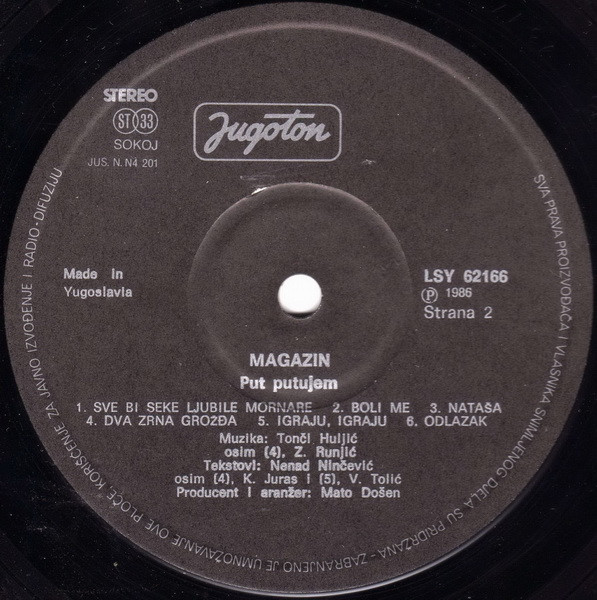 STEREO
ST 33
SOKOJ
JUS. N.N4 201
Jugoton
Made in
Yugoslavia
LSY 62166
Ⓟ 1986
Strana 2
MAGAZIN
Put putujem
1. SVE BI SEKE LJUBILE MORNARE 2. BOLI ME 3. NATAŠA
4. DVA ZRNA GROZĐA 5. IGRAJU, IGRAJU 6. ODLAZAK
Muzika: Tonči Huljić
osim (4), Z. Runjić
Tekstovi: Nenad Ninčević
osim (4), K. Juras i (5), V. Tolić
Producent i aranžer: Mato Došen
SVA PRAVA PROIZVOĐAČA I VLASNIKA SNIMLJENOG DJELA SU PRIDRŽANA - ZABRANJENO JE UMNOŽAVANJE OVE PLOČE, KORIŠĆENJE ZA JAVNO IZVOĐENJE I RADIO-DIFUZIJU